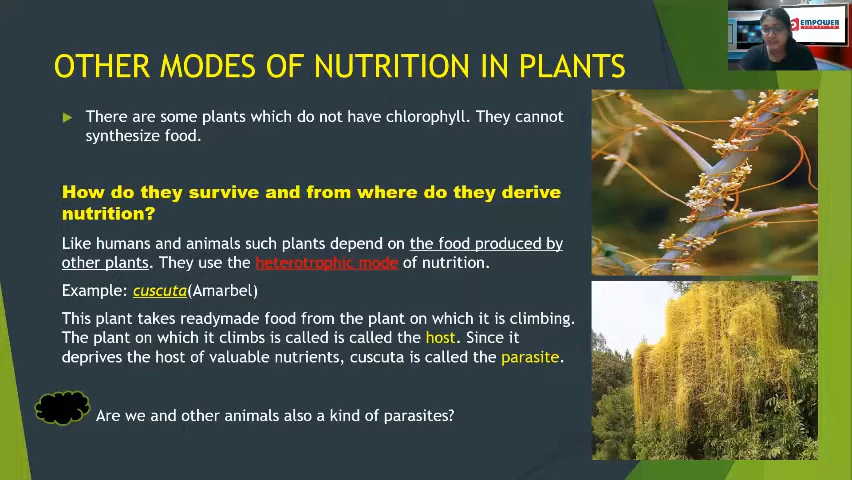 EMPOWER
OTHER MODES OF NUTRITION IN PLANTS
There are some plants which do not have chlorophyll. They cannot
synthesize food.
How do they survive and from where do they derive
nutrition?
Like humans and animals such plants depend on the food produced by
other plants. They use the heterotrophic mode of nutrition.
Example: cuscuta(Amarbel)
This plant takes readymade food from the plant on which it is climbing.
The plant on which it climbs is called is called the host. Since it
deprives the host of valuable nutrients, cuscuta is called the parasite.
Are we and other animals also a kind of parasites?